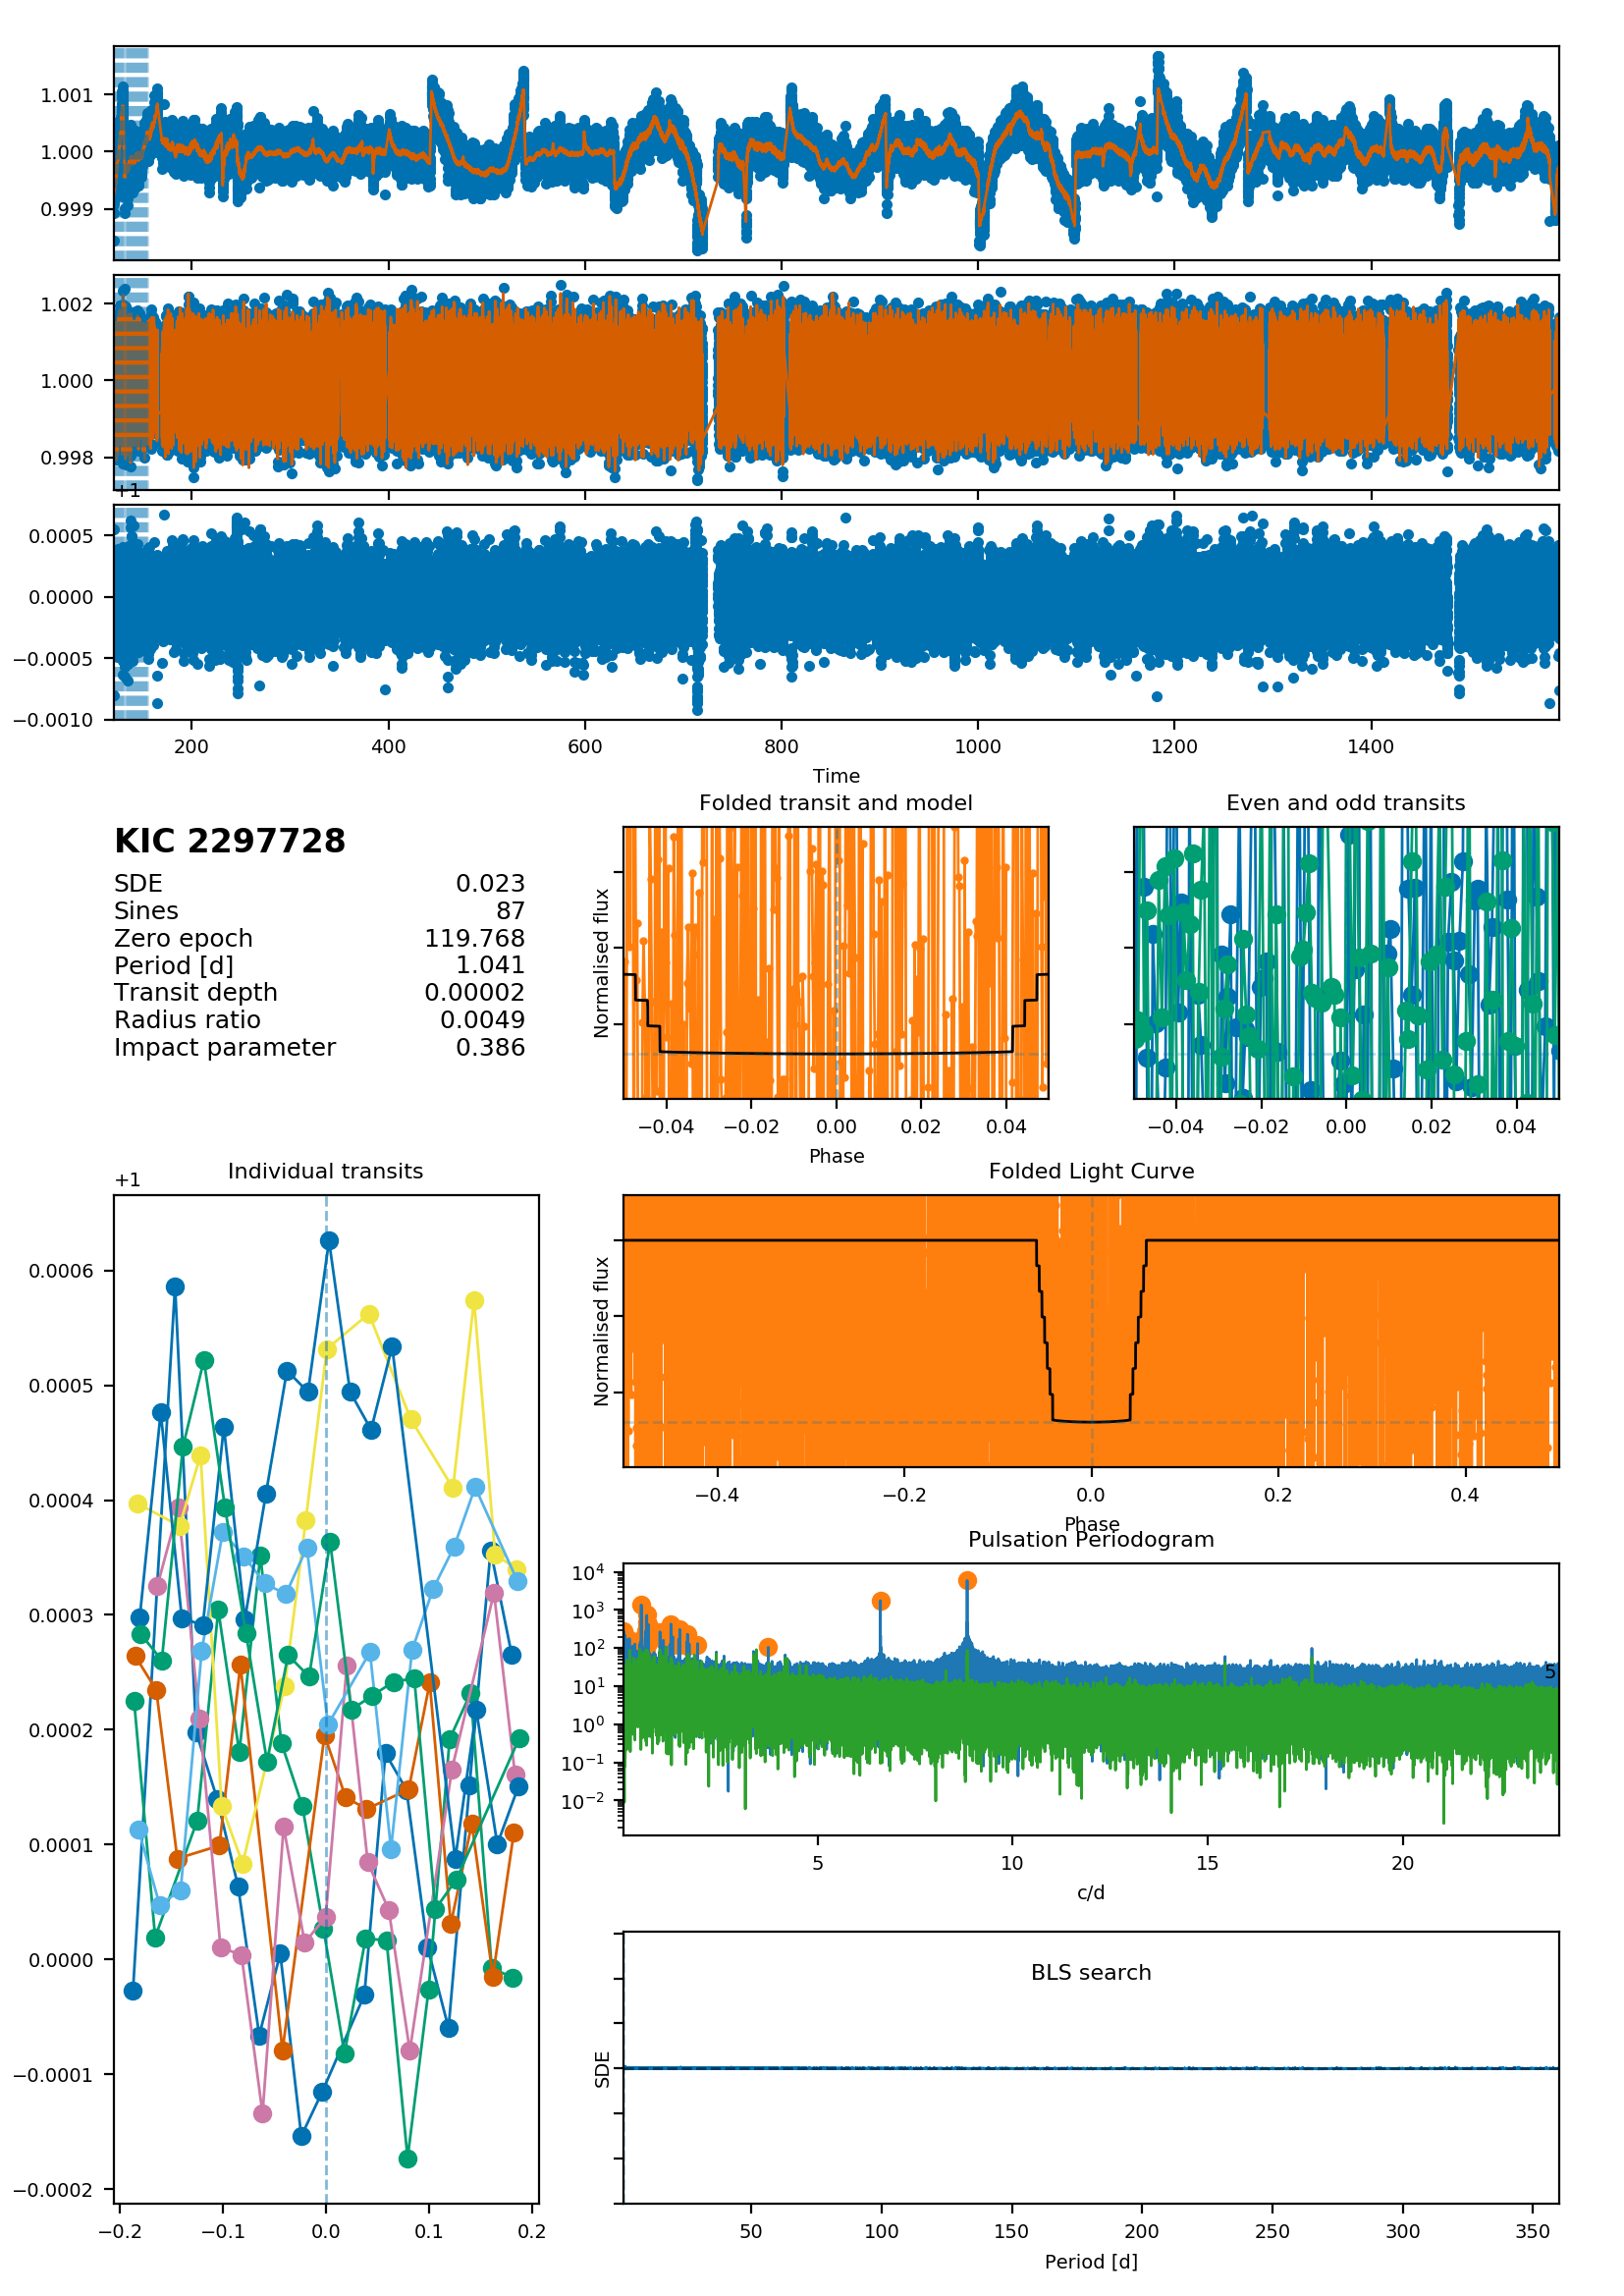 1.001
1.000
0.999
1.002
1.000
0.998
+1
0.0005
0.0000
−0.0005
−0.0010
200 400 600 800 1000 1200 1400
Time
KIC 2297728
SDE 0.023
Sines 87
Zero epoch 119.768
Period [d] 1.041
Transit depth 0.00002
Radius ratio 0.0049
Impact parameter 0.386
Folded transit and model
Normalised flux
−0.04 −0.02 0.00 0.02 0.04
Phase
Even and odd transits
−0.04 −0.02 0.00 0.02 0.04
Individual transits
+1
0.0006
0.0005
0.0004
0.0003
0.0002
0.0001
0.0000
−0.0001
−0.0002
−0.2 −0.1 0.0 0.1 0.2
Folded Light Curve
Normalised flux
−0.4 −0.2 0.0 0.2 0.4
Phase
Pulsation Periodogram
10⁴
10³
10²
10¹
10⁰
10⁻¹
10⁻²
5
5 10 15 20
c/d
BLS search
SDE
50 100 150 200 250 300 350
Period [d]